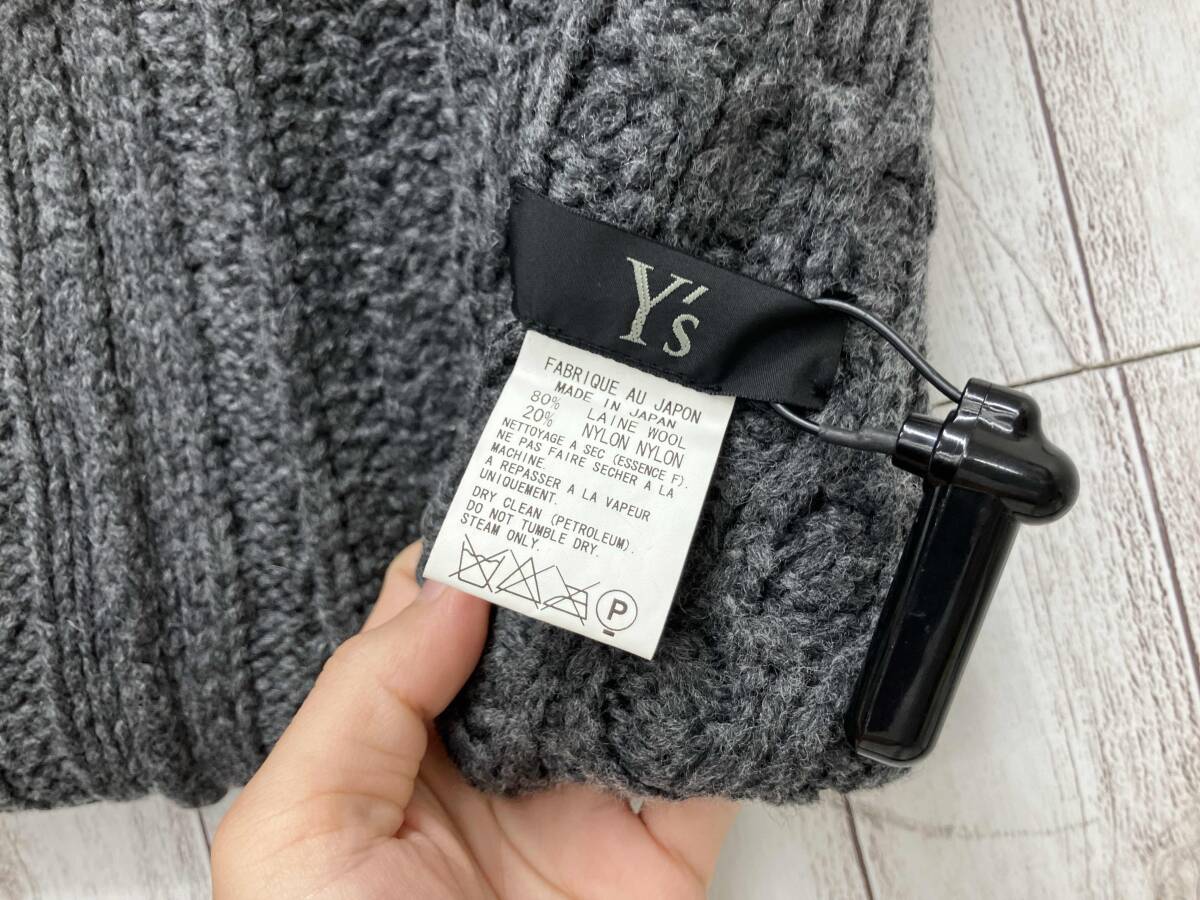 Y's
FABRIQUE AU JAPON
MADE IN JAPAN
80% LAINE WOOL
20% NYLON NYLON
NETTOYAGE A SEC (ESSENCE F).
NE PAS FAIRE SECHER A LA
MACHINE.
A REPASSER A LA VAPEUR
UNIQUEMENT.
DRY CLEAN (PETROLEUM).
DO NOT TUMBLE DRY.
STEAM ONLY.
P